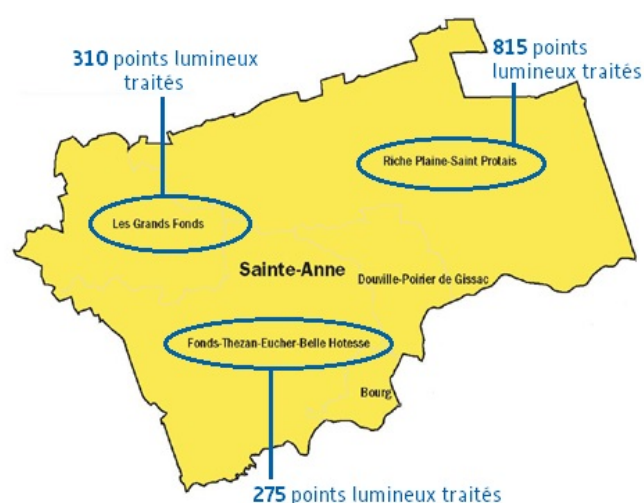 310 points lumineux
traités
815 points
lumineux traités
Riche Plaine-Saint Protais
Les Grands Fonds
Sainte-Anne
Douville-Poirier de Gissac
Fonds-Thezan-Eucher-Belle Hotesse
Bourg
275 points lumineux traités